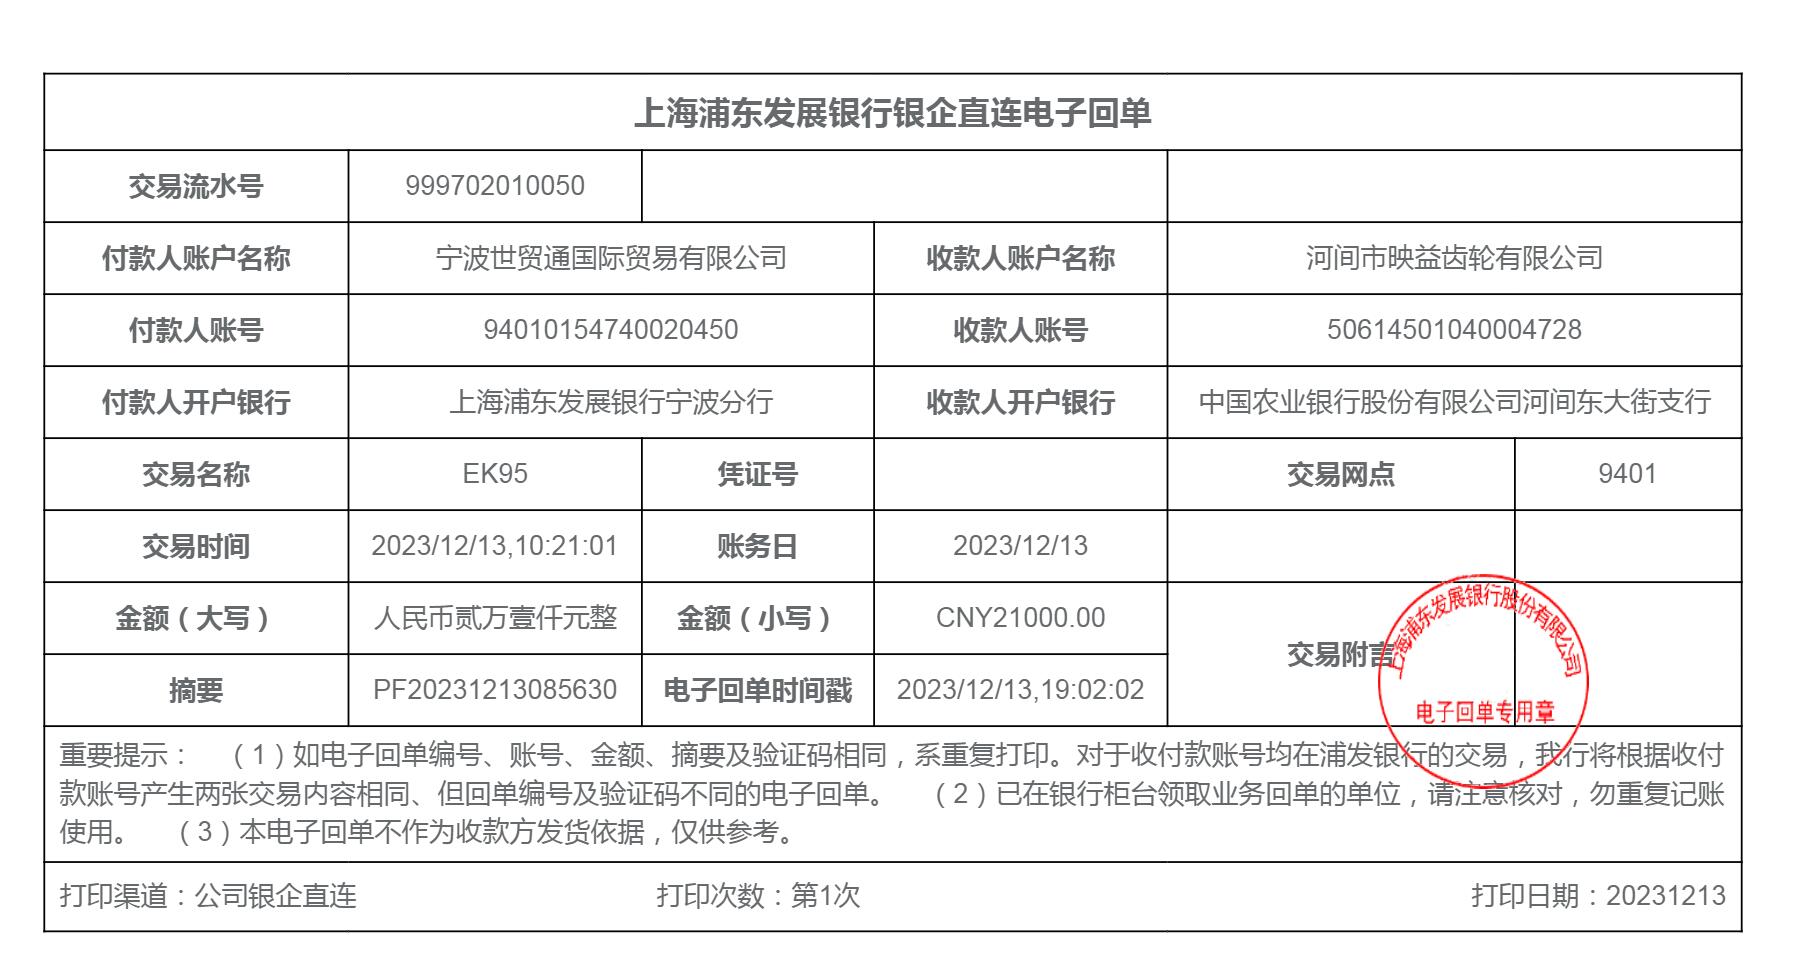 上海浦东发展银行银企直连电子回单
交易流水号 999702010050
付款人账户名称 宁波世贸通国际贸易有限公司 收款人账户名称 河间市映益齿轮有限公司
付款人账号 94010154740020450 收款人账号 50614501040004728
付款人开户银行 上海浦东发展银行宁波分行 收款人开户银行 中国农业银行股份有限公司河间东大街支行
交易名称 EK95 凭证号 交易网点 9401
交易时间 2023/12/13,10:21:01 账务日 2023/12/13
金额（大写） 人民币贰万壹仟元整 金额（小写） CNY21000.00
交易附言
摘要 PF20231213085630 电子回单时间戳 2023/12/13,19:02:02
上海浦东发展银行股份有限公司
电子回单专用章
重要提示： （1）如电子回单编号、账号、金额、摘要及验证码相同，系重复打印。对于收付款账号均在浦发银行的交易，我行将根据收付
款账号产生两张交易内容相同、但回单编号及验证码不同的电子回单。 （2）已在银行柜台领取业务回单的单位，请注意核对，勿重复记账
使用。 （3）本电子回单不作为收款方发货依据，仅供参考。
打印渠道：公司银企直连 打印次数：第1次 打印日期：20231213